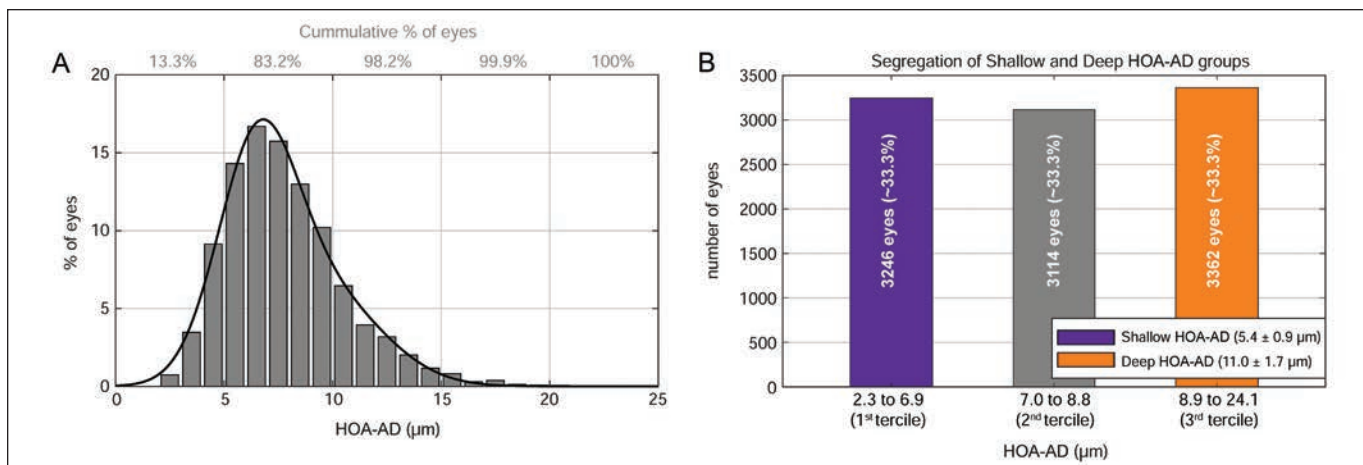 Cummulative % of eyes
A
13.3% 83.2% 98.2% 99.9% 100%
20
15
10
5
0
% of eyes
0 5 10 15 20 25
HOA-AD (µm)
B
Segregation of Shallow and Deep HOA-AD groups
3500
3000
2500
2000
1500
1000
500
0
number of eyes
3246 eyes (~33.3%)
3114 eyes (~33.3%)
3362 eyes (~33.3%)
Shallow HOA-AD (5.4 ± 0.9 µm)
Deep HOA-AD (11.0 ± 1.7 µm)
2.3 to 6.9 7.0 to 8.8 8.9 to 24.1
(1st tercile) (2nd tercile) (3rd tercile)
HOA-AD (µm)